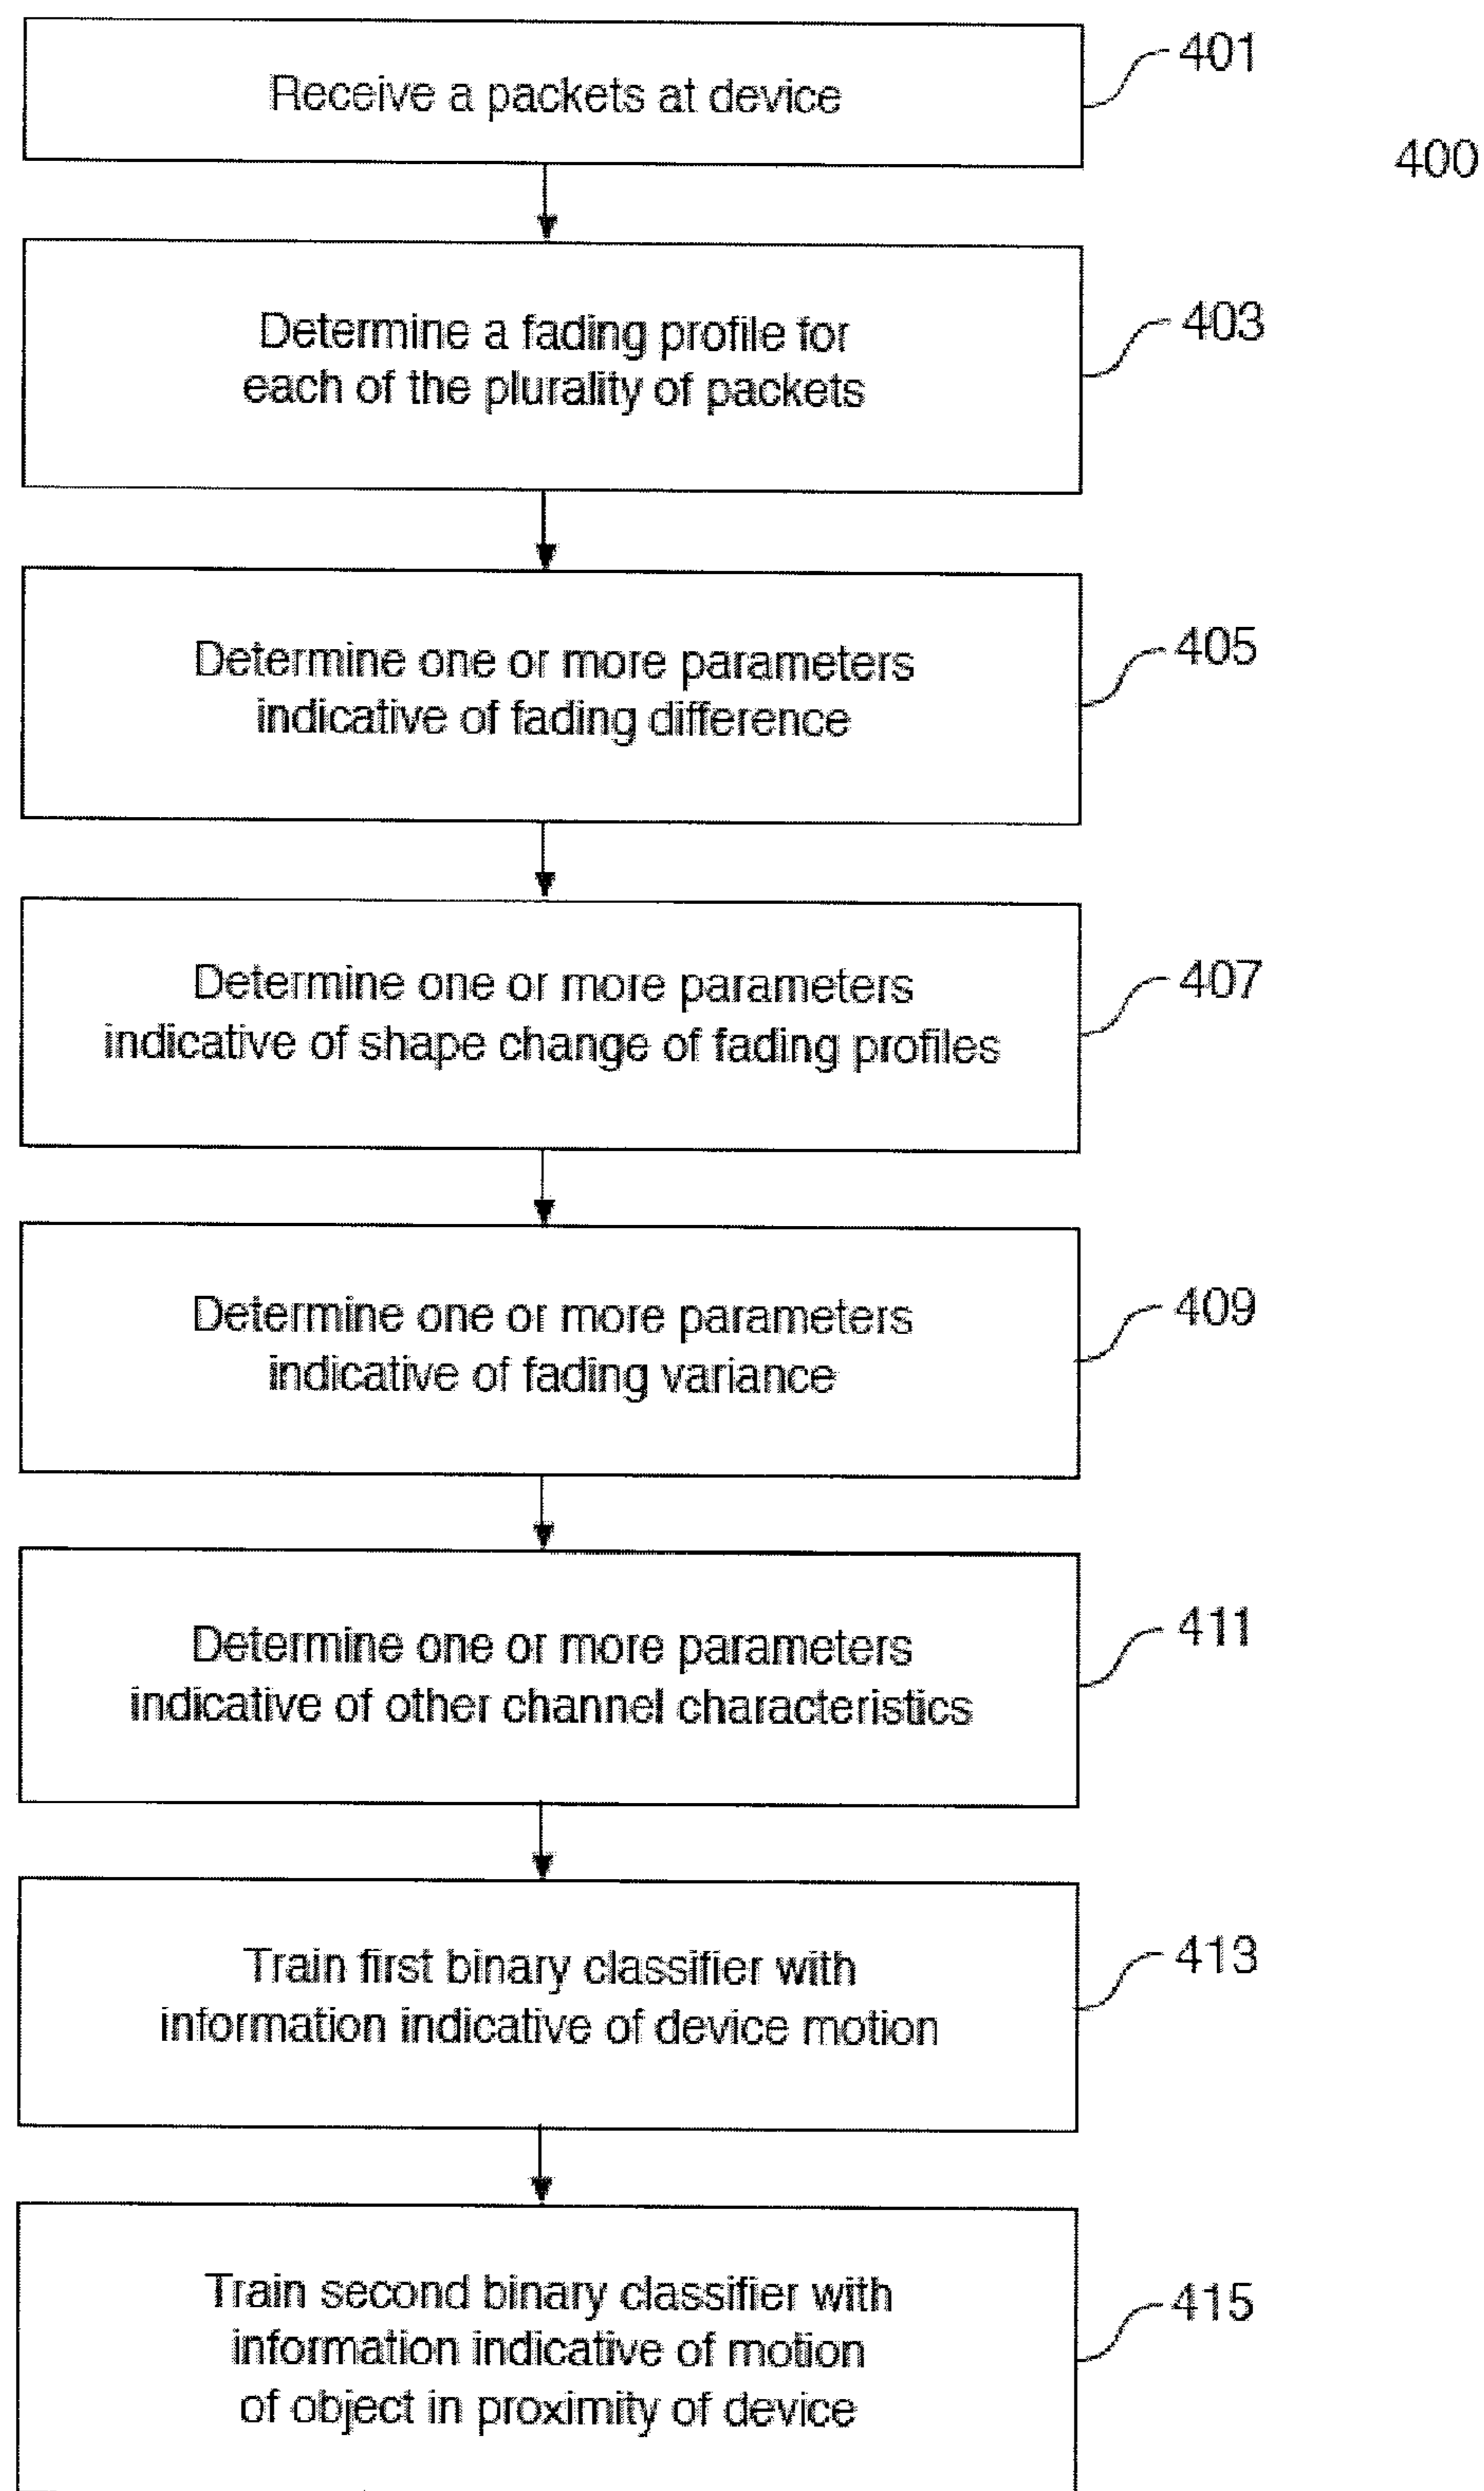 Receive a packets at device
401
400
Determine a fading profile for
each of the plurality of packets
403
Determine one or more parameters
indicative of fading difference
405
Determine one or more parameters
indicative of shape change of fading profiles
407
Determine one or more parameters
indicative of fading variance
409
Determine one or more parameters
indicative of other channel characteristics
411
Train first binary classifier with
information indicative of device motion
413
Train second binary classifier with
information indicative of motion
of object in proximity of device
415